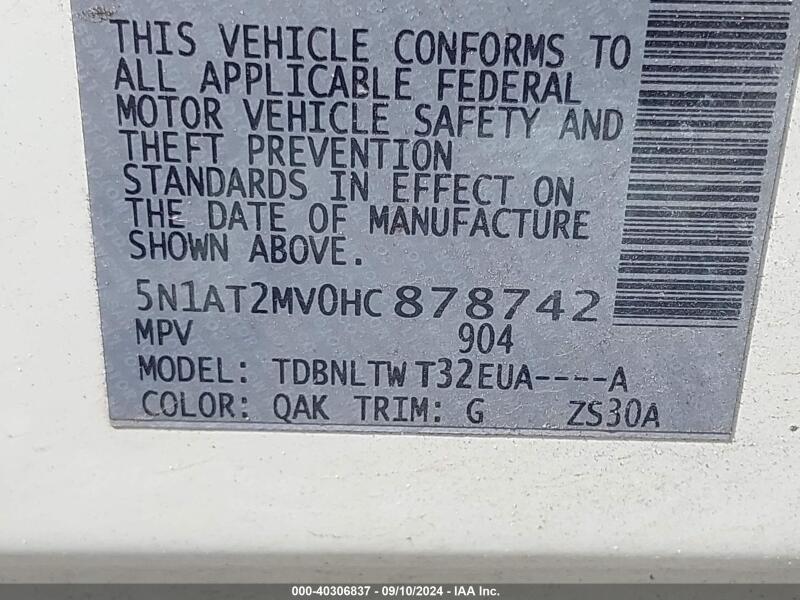 THIS VEHICLE CONFORMS TO
ALL APPLICABLE FEDERAL
MOTOR VEHICLE SAFETY AND
THEFT PREVENTION
STANDARDS IN EFFECT ON
THE DATE OF MANUFACTURE
SHOWN ABOVE.
5N1AT2MV0HC878742
MPV 904
MODEL: TDBNLTW T32EUA----A
COLOR: QAK TRIM: G ZS30A
000-40306837 - 09/10/2024 - IAA Inc.